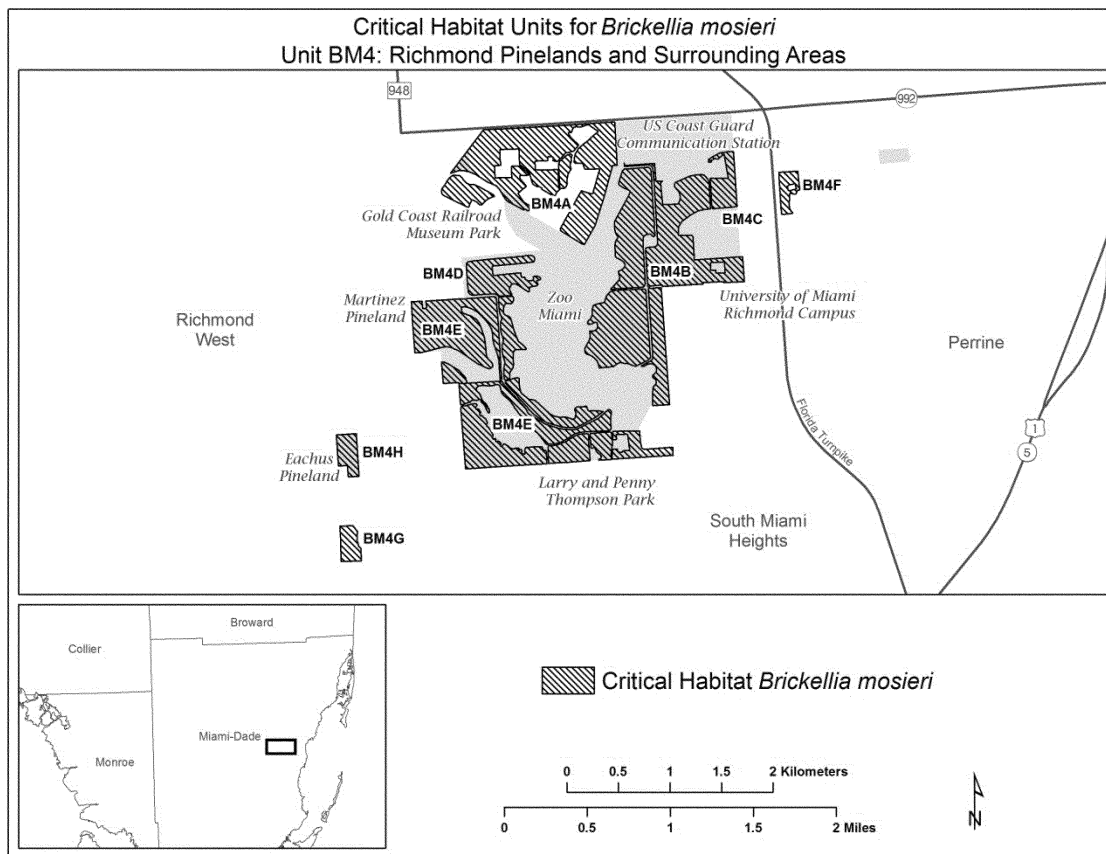 Critical Habitat Units for Brickellia mosieri
Unit BM4: Richmond Pinelands and Surrounding Areas
948
992
US Coast Guard
Communication Station
BM4F
BM4A
BM4C
Gold Coast Railroad
Museum Park
BM4D
BM4B
Martinez
Pineland
Zoo
Miami
University of Miami
Richmond Campus
Richmond
West
BM4E
Perrine
Florida Turnpike
BM4E
1
5
BM4H
Eachus
Pineland
Larry and Penny
Thompson Park
South Miami
Heights
BM4G
Broward
Collier
Miami-Dade
Monroe
Critical Habitat Brickellia mosieri
0 0.5 1 2 Kilometers
0 0.5 1 2 Miles
N